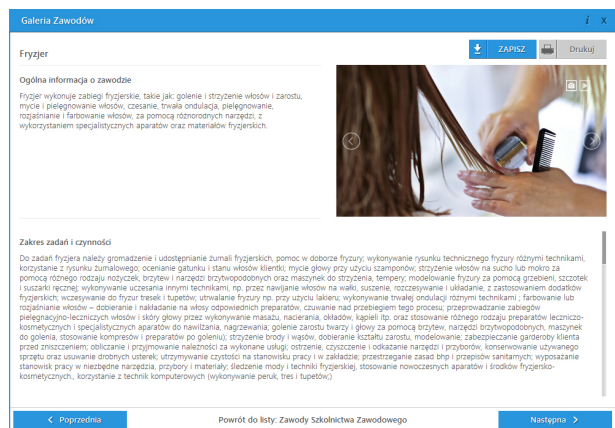 Galeria Zawodów
i X
Fryzjer
ZAPISZ Drukuj
Ogólna informacja o zawodzie
Fryzjer wykonuje zabiegi fryzjerskie, takie jak: golenie i strzyżenie włosów i zarostu,
mycie i pielęgnowanie włosów, czesanie, trwała ondulacja, pielęgnowanie,
rozjaśnianie i farbowanie włosów, za pomocą różnorodnych narzędzi, z
wykorzystaniem specjalistycznych aparatów oraz materiałów fryzjerskich.
Zakres zadań i czynności
Do zadań fryzjera należy gromadzenie i udostępnianie żurnali fryzjerskich, pomoc w doborze fryzury; wykonywanie rysunku technicznego fryzury różnymi technikami,
korzystanie z rysunku żurnalowego; ocenianie gatunku i stanu włosów klientki; mycie głowy przy użyciu szamponów; strzyżenie włosów na sucho lub mokro za
pomocą różnego rodzaju nożyczek, brzytew i narzędzi brzytwopodobnych oraz maszynek do strzyżenia, tempery; modelowanie fryzury za pomocą grzebieni, szczotek
i suszarki ręcznej; wykonywanie uczesania innymi technikami, np. przez nawijanie włosów na wałki, suszenie, rozczesywanie i układanie, z zastosowaniem dodatków
fryzjerskich; wczesywanie do fryzur tresek i tupetów; utrwalanie fryzury np. przy użyciu lakieru; wykonywanie trwałej ondulacji różnymi technikami ; farbowanie lub
rozjaśnianie włosów – dobieranie i nakładanie na włosy odpowiednich preparatów, czuwanie nad przebiegiem tego procesu; przeprowadzanie zabiegów
pielęgnacyjno-leczniczych włosów i skóry głowy przez wykonywanie masażu, nacierania, okładów, kąpieli itp. oraz stosowanie różnego rodzaju preparatów leczniczo-
kosmetycznych i specjalistycznych aparatów do nawilżania, nagrzewania; golenie zarostu twarzy i głowy za pomocą brzytew, narzędzi brzytwopodobnych, maszynek
do golenia, stosowanie kompresów i preparatów po goleniu); strzyżenie brody i wąsów, dobieranie kształtu zarostu, modelowanie; zabezpieczanie garderoby klienta
przed zniszczeniem; obliczanie i przyjmowanie należności za wykonane usługi; ostrzenie, czyszczenie i odkażanie narzędzi i przyborów, konserwowanie używanego
sprzętu oraz usuwanie drobnych usterek; utrzymywanie czystości na stanowisku pracy i w zakładzie; przestrzeganie zasad bhp i przepisów sanitarnych; wyposażanie
stanowisk pracy w niezbędne narzędzia, przybory i materiały; śledzenie mody i techniki fryzjerskiej, stosowanie nowoczesnych aparatów i środków fryzjersko-
kosmetycznych,, korzystanie z technik komputerowych (wykonywanie peruk, tres i tupetów;)
Poprzednia Powrót do listy: Zawody Szkolnictwa Zawodowego Następna